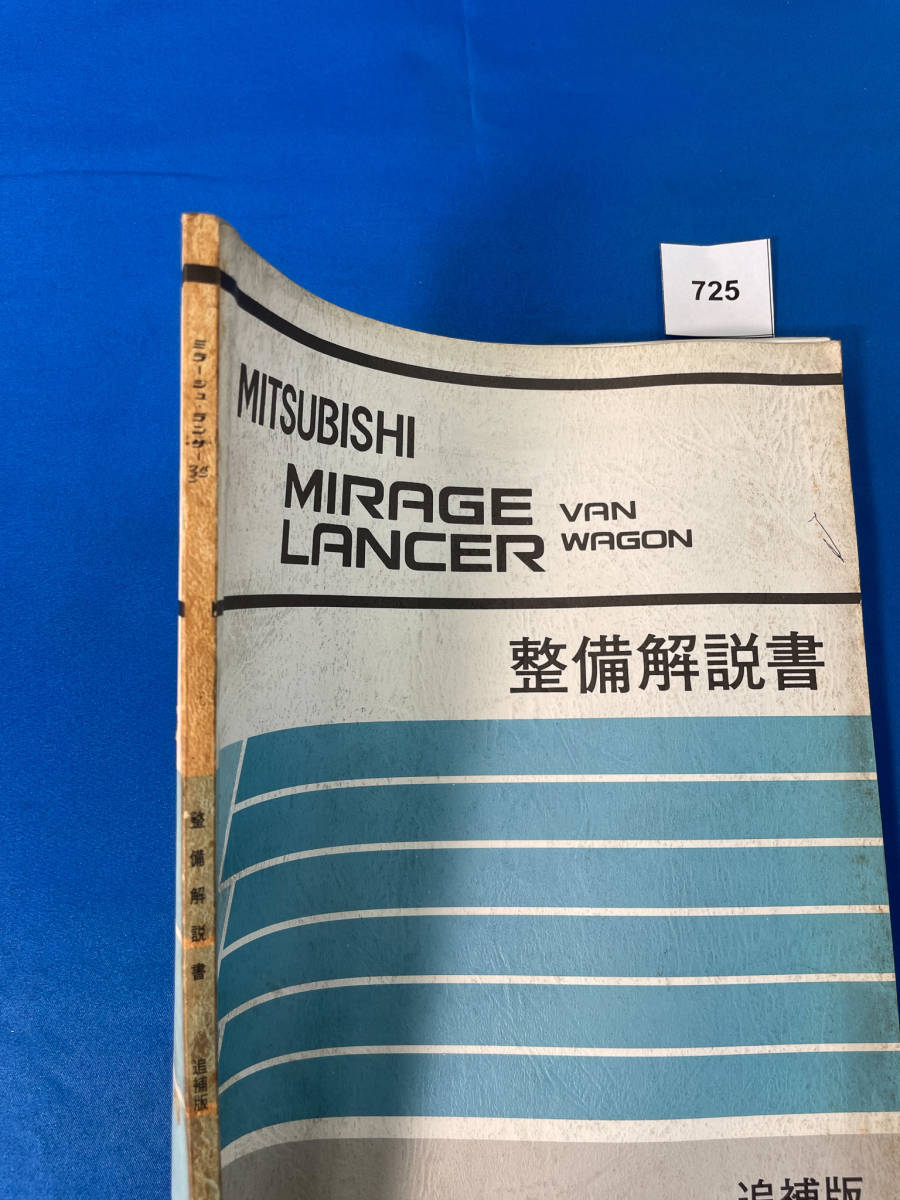 725
MITSUBISHI
MIRAGE VAN
LANCER WAGON
整備解説書
追補版
ミラージュ・ランサー
整備解説書
追補版